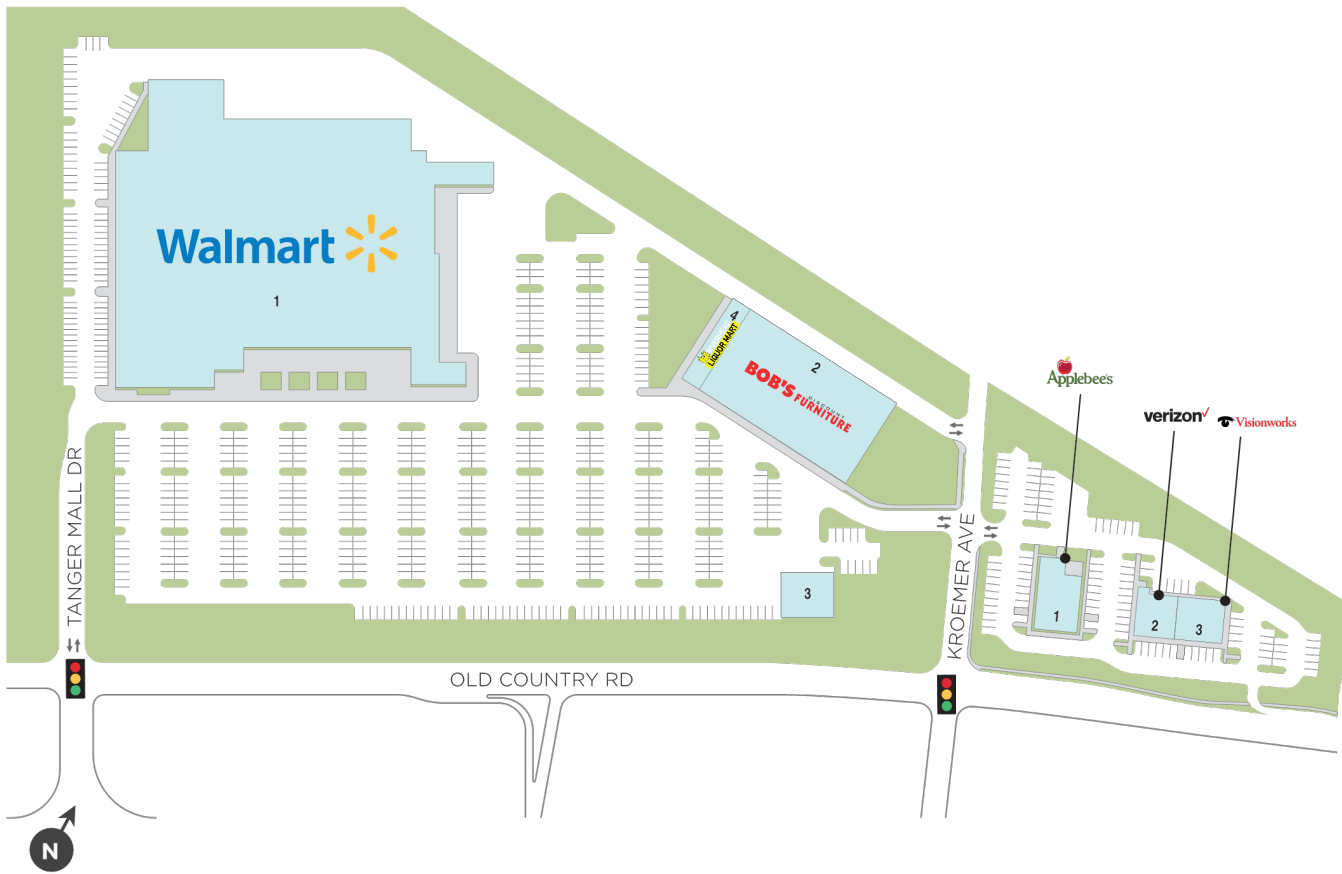 Walmart
1
4
LIQUOR MART
2
BOB'S
DISCOUNT
FURNITURE
Applebee's
verizon
Visionworks
TANGER MALL DR
KROEMER AVE
3
1
2
3
OLD COUNTRY RD
N